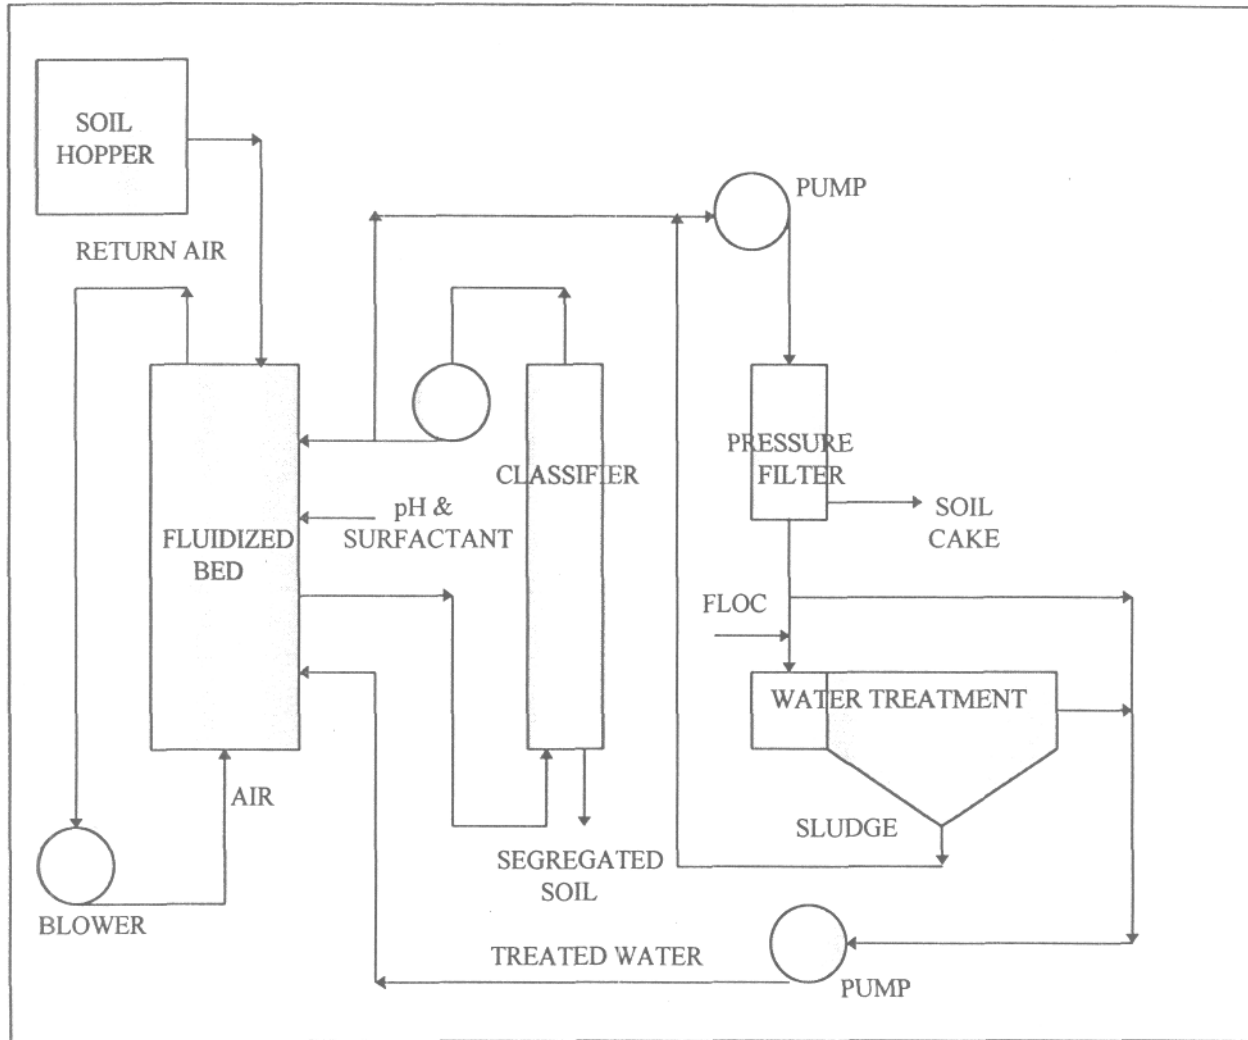 SOIL
HOPPER
PUMP
RETURN AIR
PRESSURE
FILTER
CLASSIFIER
pH &
SURFACTANT
SOIL
CAKE
FLUIDIZED
BED
FLOC
WATER TREATMENT
AIR
SLUDGE
SEGREGATED
SOIL
BLOWER
TREATED WATER
PUMP